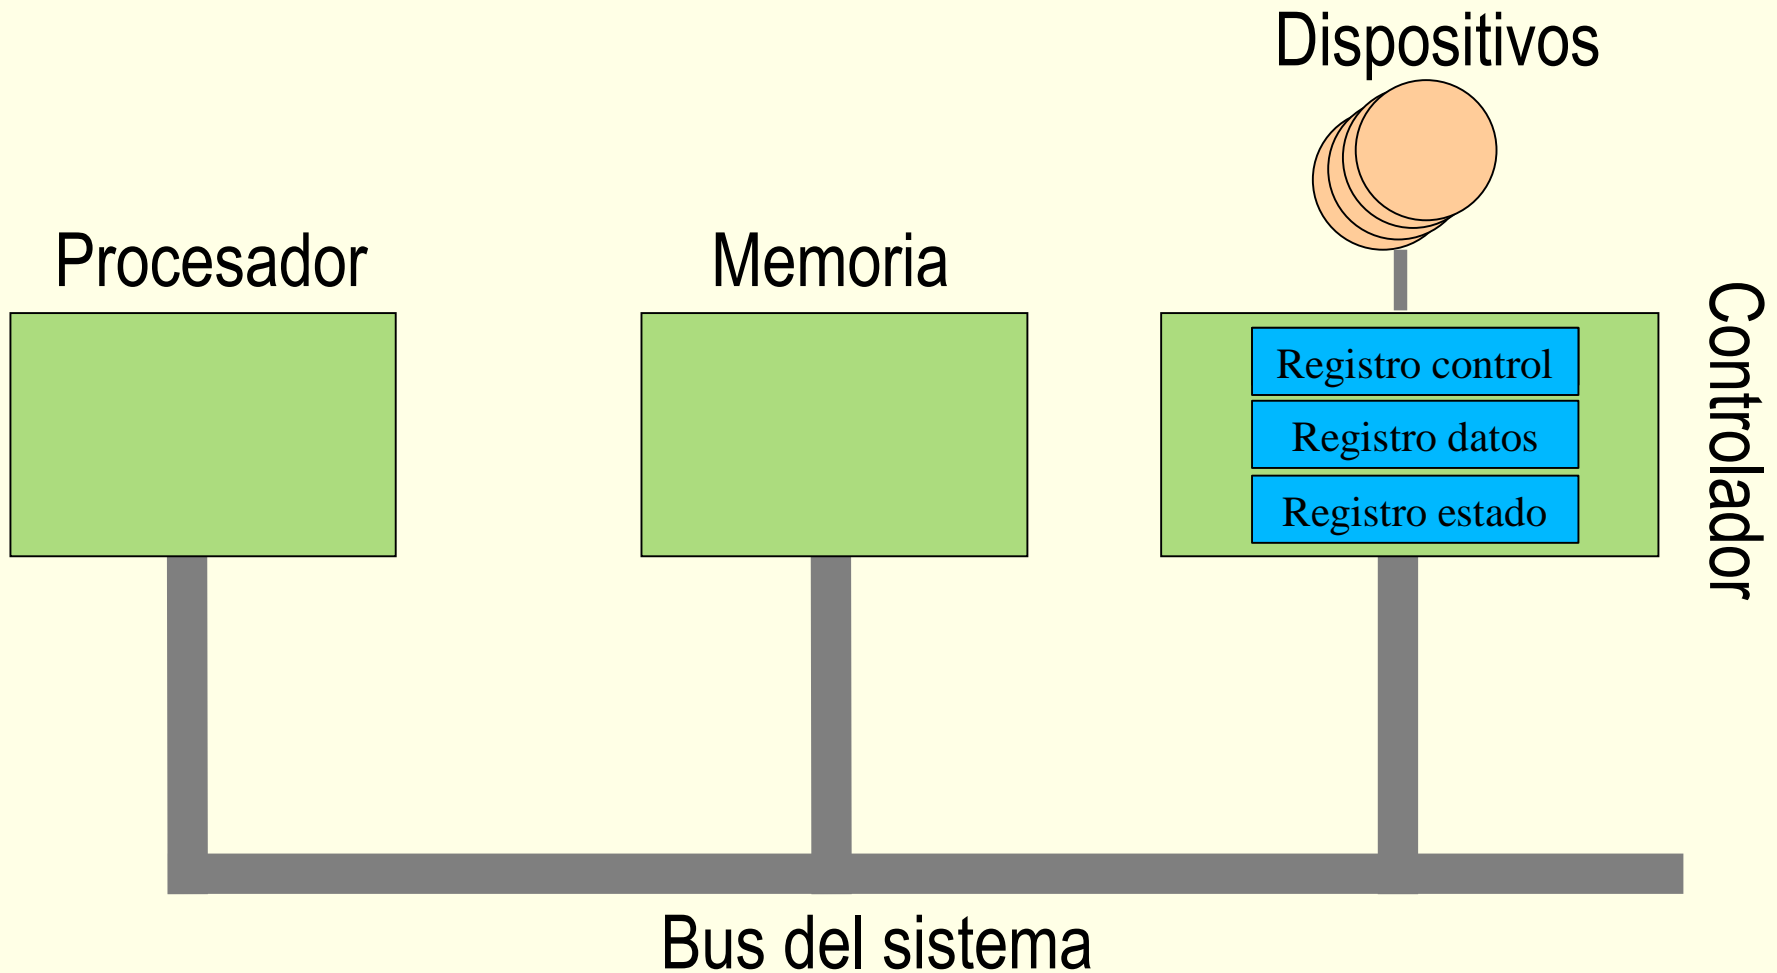 Dispositivos
Procesador
Memoria
Controlador
Registro control
Registro datos
Registro estado
Bus del sistema